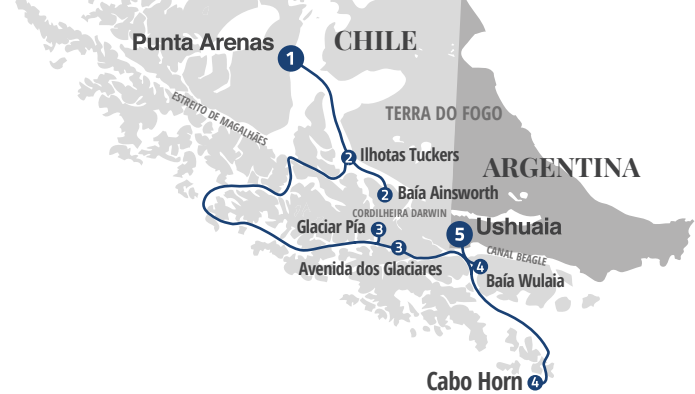 Punta Arenas
1
CHILE
ESTREITO DE MAGALHÃES
TERRA DO FOGO
2 Ilhotas Tuckers
ARGENTINA
2 Baía Ainsworth
CORDILHEIRA DARWIN
Glaciar Pía 3
5 Ushuaia
3
Avenida dos Glaciares
CANAL BEAGLE
4
Baía Wulaia
Cabo Horn 4